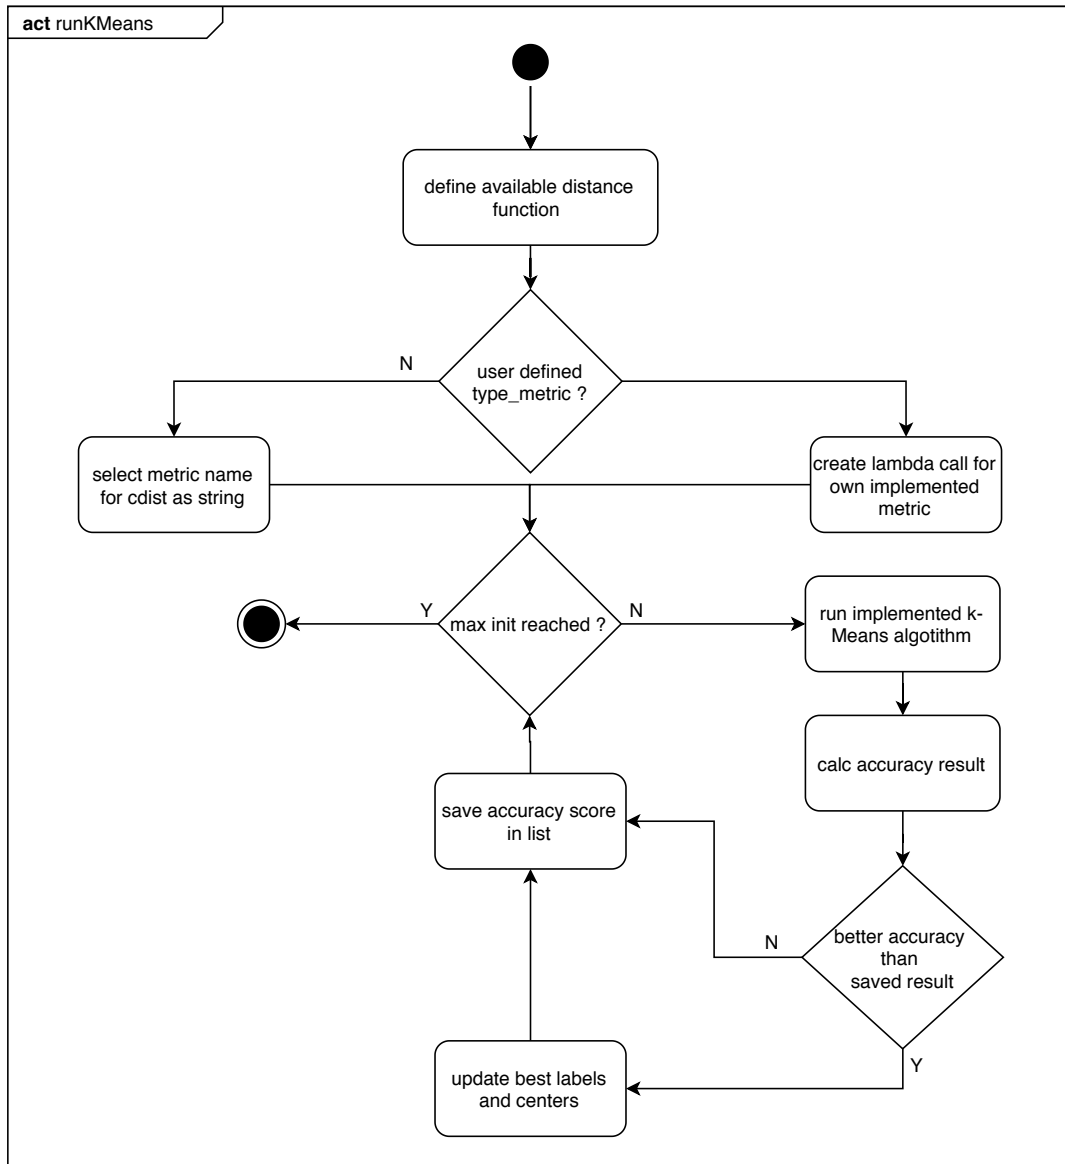 act runKMeans
define available distance
function
user defined
type_metric ?
N
select metric name
for cdist as string
create lambda call for
own implemented
metric
max init reached ?
Y
N
run implemented k-
Means algotithm
calc accuracy result
save accuracy score
in list
better accuracy
than
saved result
N
Y
update best labels
and centers